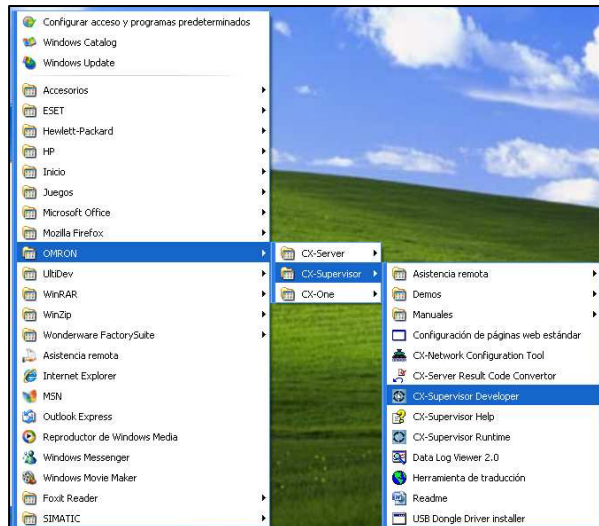 Configurar acceso y programas predeterminados
Windows Catalog
Windows Update
Accesorios
ESET
Hewlett-Packard
HP
Inicio
Juegos
Microsoft Office
Mozilla Firefox
OMRON
UltiDev
WinRAR
WinZip
Wonderware FactorySuite
Asistencia remota
Internet Explorer
MSN
Outlook Express
Reproductor de Windows Media
Windows Messenger
Windows Movie Maker
Foxit Reader
SIMATIC
CX-Server
CX-Supervisor
CX-One
Asistencia remota
Demos
Manuales
Configuración de páginas web estándar
CX-Network Configuration Tool
CX-Server Result Code Convertor
CX-Supervisor Developer
CX-Supervisor Help
CX-Supervisor Runtime
Data Log Viewer 2.0
Herramienta de traducción
Readme
USB Dongle Driver installer